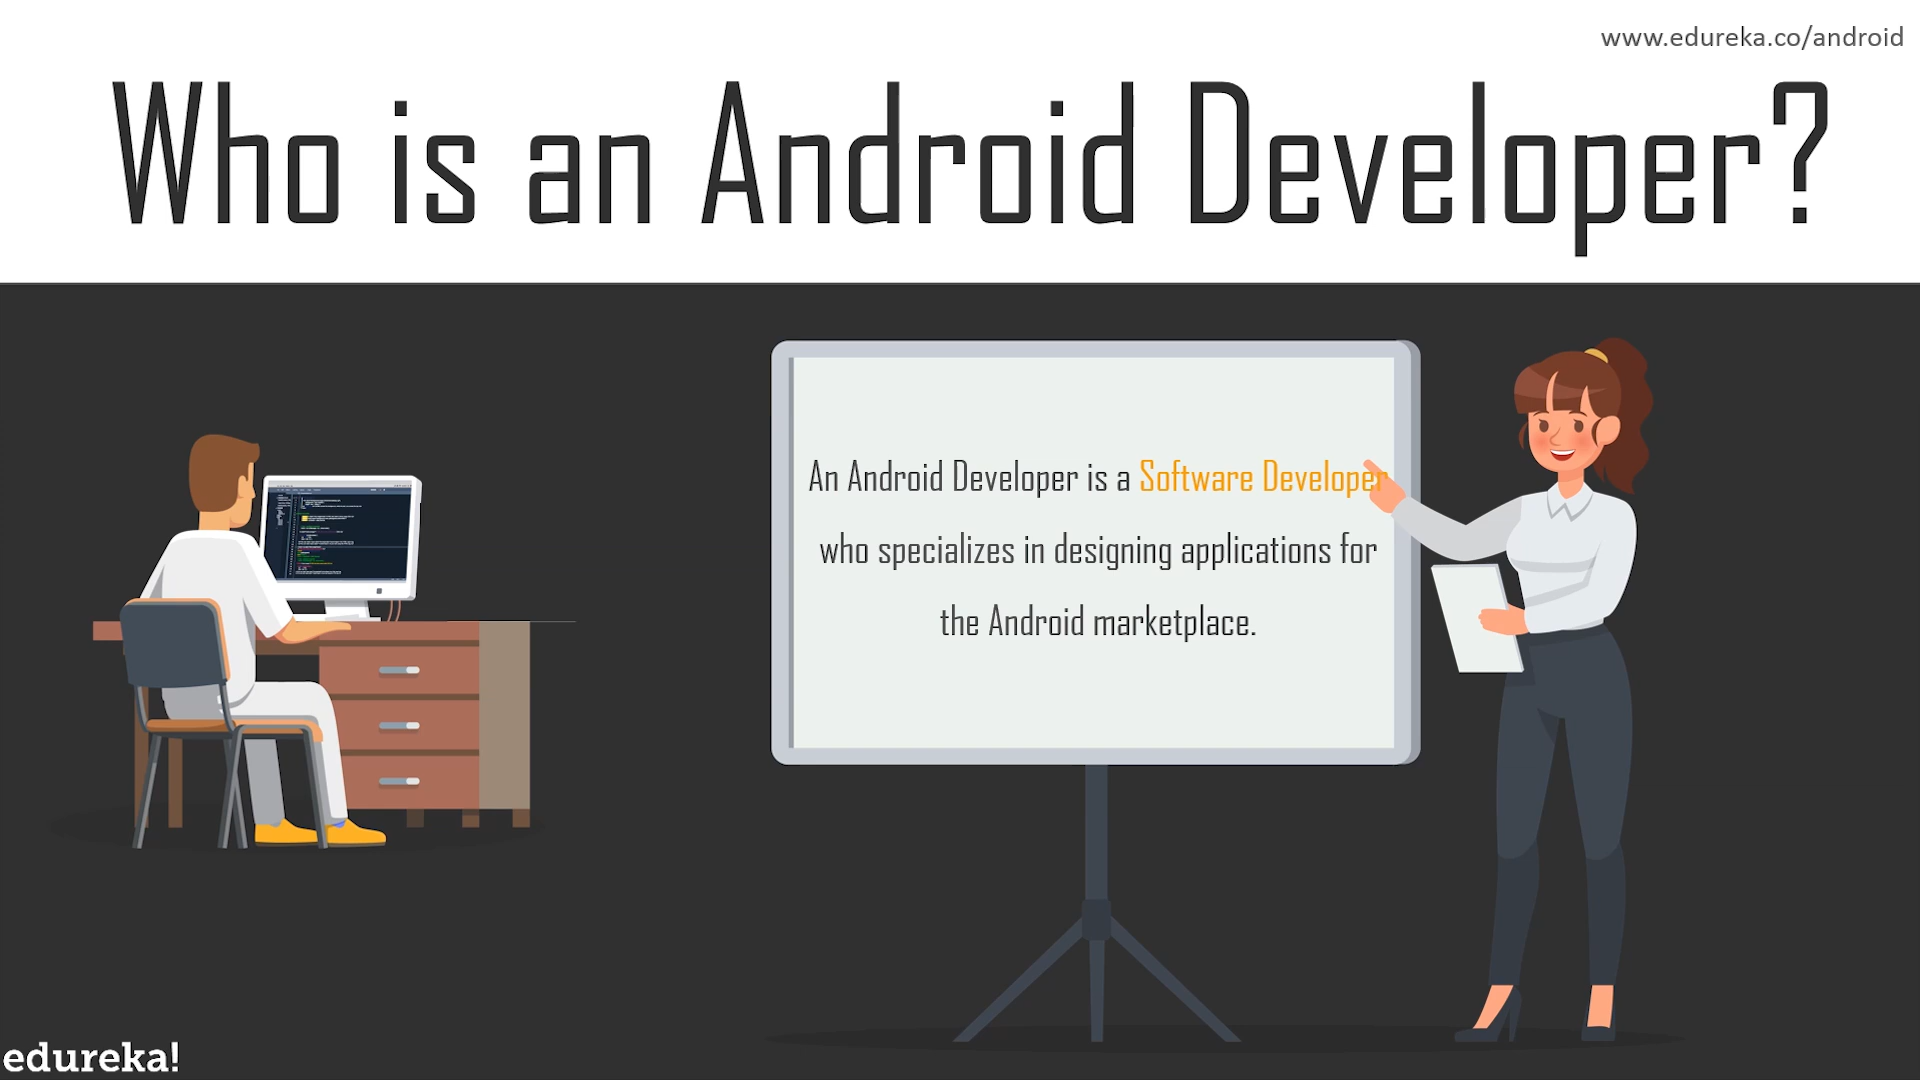 www.edureka.co/android
Who is an Android Developer?
An Android Developer is a Software Developer
who specializes in designing applications for
the Android marketplace.
edureka!